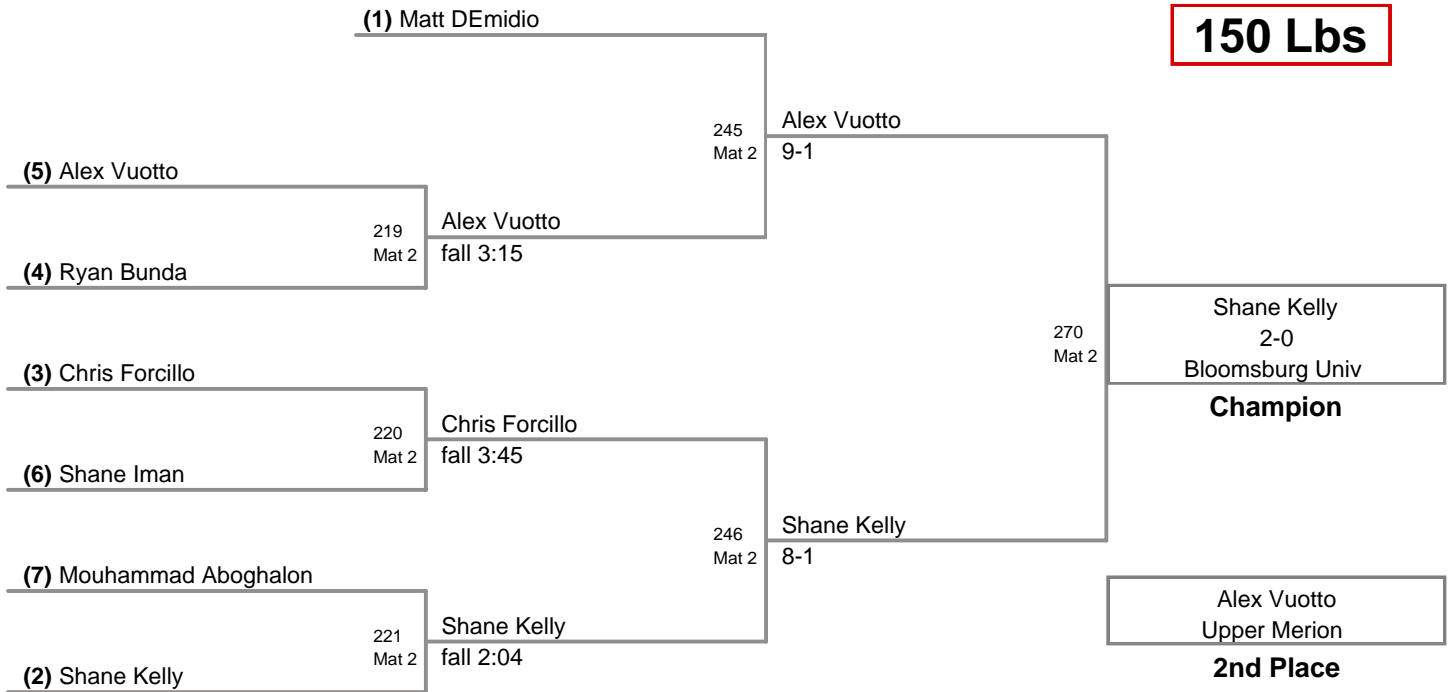 (1) Matt DEmidio
150 Lbs
245
Mat 2
Alex Vuotto
9-1
(5) Alex Vuotto
219
Mat 2
Alex Vuotto
fall 3:15
(4) Ryan Bunda
270
Mat 2
Shane Kelly
2-0
Bloomsburg Univ
Champion
(3) Chris Forcillo
220
Mat 2
Chris Forcillo
fall 3:45
(6) Shane Iman
246
Mat 2
Shane Kelly
8-1
(7) Mouhammad Aboghalon
221
Mat 2
Shane Kelly
fall 2:04
(2) Shane Kelly
Alex Vuotto
Upper Merion
2nd Place